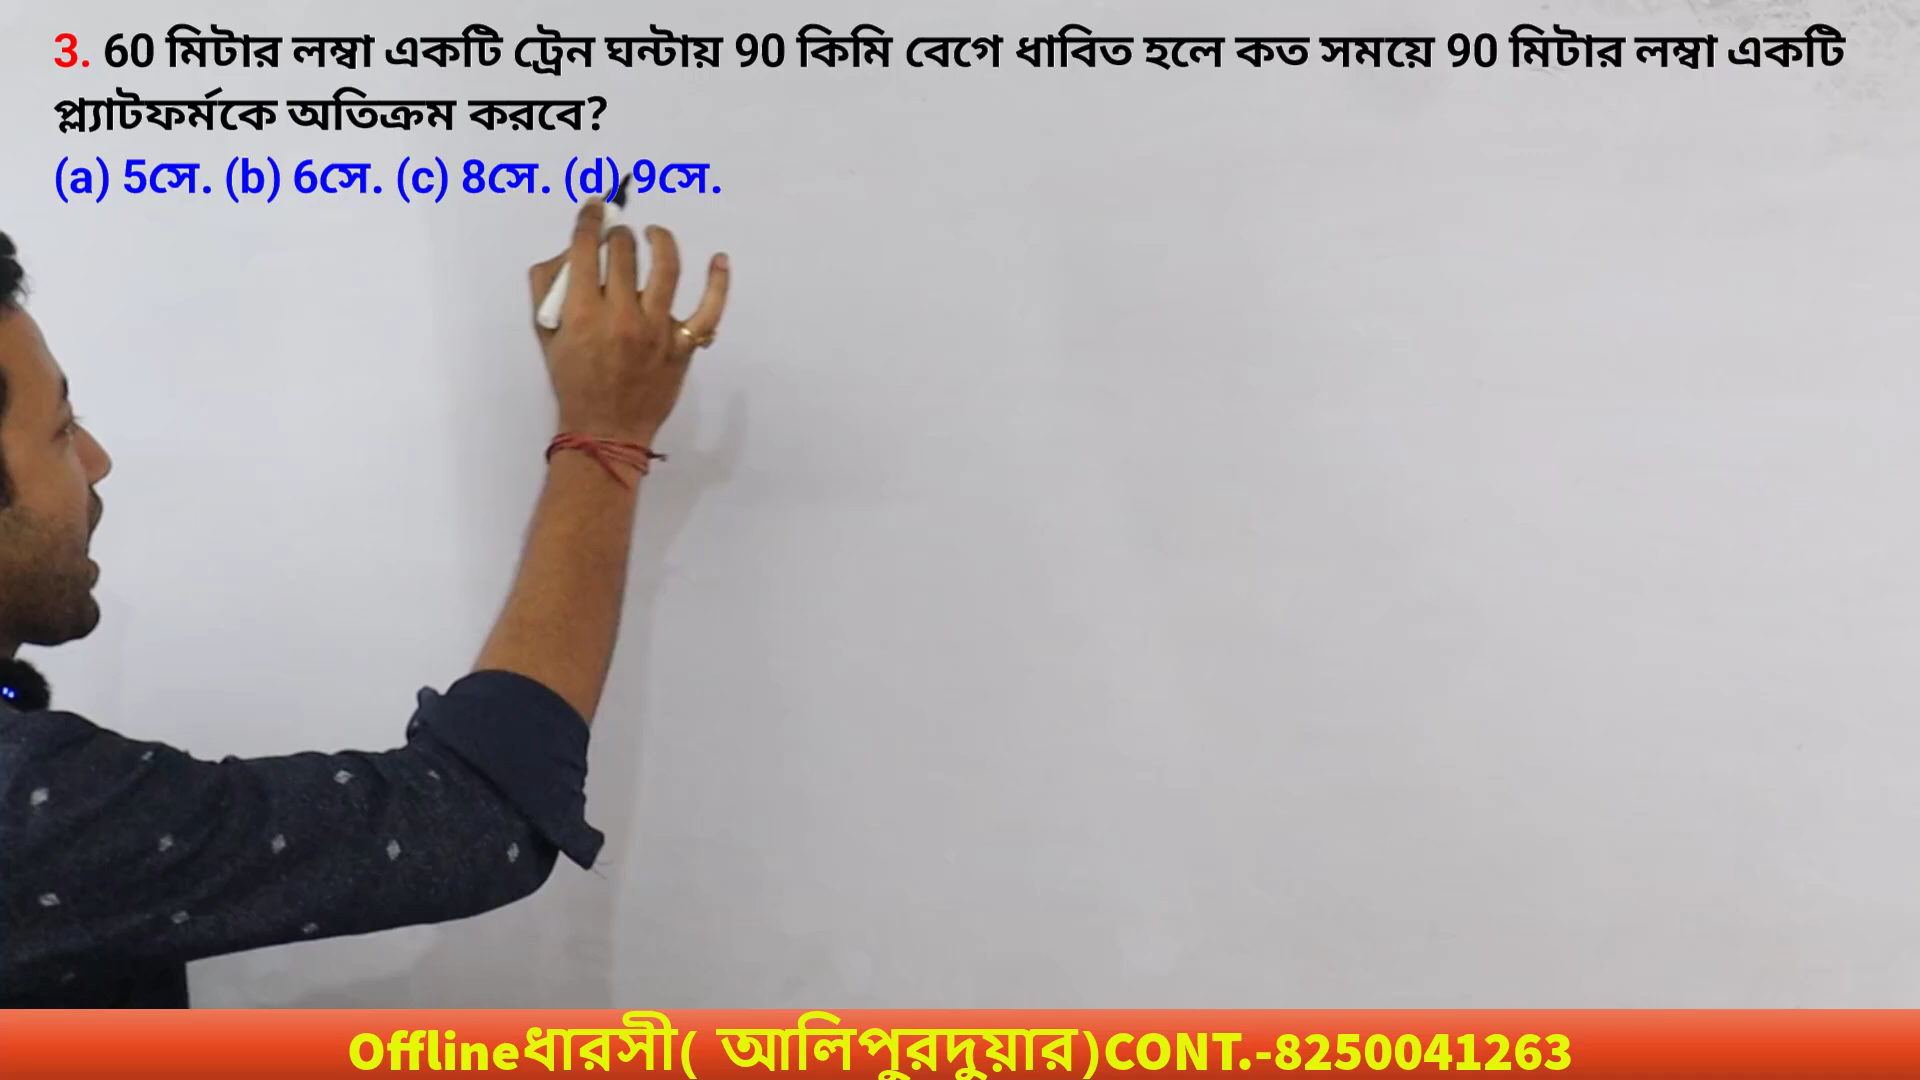 3. 60 মিটার লম্বা একটি ট্রেন ঘন্টায় 90 কিমি বেগে ধাবিত হলে কত সময়ে 90 মিটার লম্বা একটি
প্ল্যাটফর্মকে অতিক্রম করবে?
(a) 5সে. (b) 6সে. (c) 8সে. (d) 9সে.
Offlineধারসী( আলিপুরদুয়ার)CONT.-8250041263